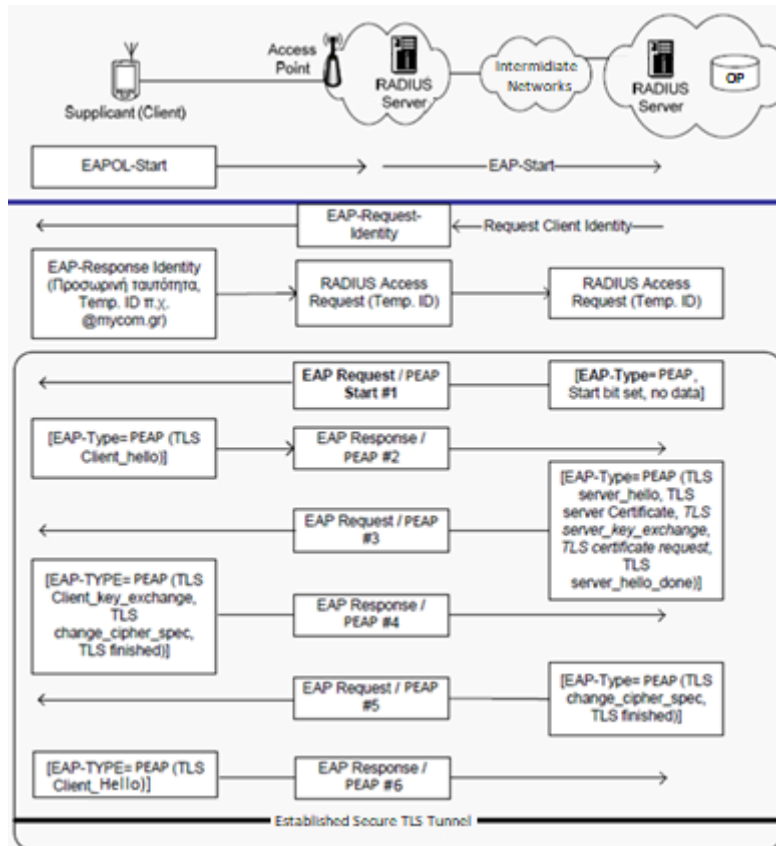 Access
Point
RADIUS
Server
Intermidiate
Networks
RADIUS
Server
OP
Supplicant (Client)
EAPOL-Start
EAP-Start
EAP-Request-
Identity
Request Client Identity
EAP-Response Identity
(Προσωρινή ταυτότητα,
Temp. ID π.χ.
@mycom.gr)
RADIUS Access
Request (Temp. ID)
RADIUS Access
Request (Temp. ID)
EAP Request / PEAP
Start #1
[EAP-Type= PEAP,
Start bit set, no data]
[EAP-Type= PEAP (TLS
Client_hello)]
EAP Response /
PEAP #2
[EAP-Type= PEAP (TLS
server_hello, TLS
server Certificate, TLS
server_key_exchange,
TLS certificate request,
TLS
server_hello_done)]
EAP Request / PEAP
#3
[EAP-TYPE= PEAP (TLS
Client_key_exchange,
TLS
change_cipher_spec,
TLS finished)]
EAP Response /
PEAP #4
EAP Request / PEAP
#5
[EAP-Type= PEAP (TLS
change_cipher_spec,
TLS finished)]
[EAP-TYPE= PEAP (TLS
Client_Hello)]
EAP Response /
PEAP #6
Established Secure TLS Tunnel